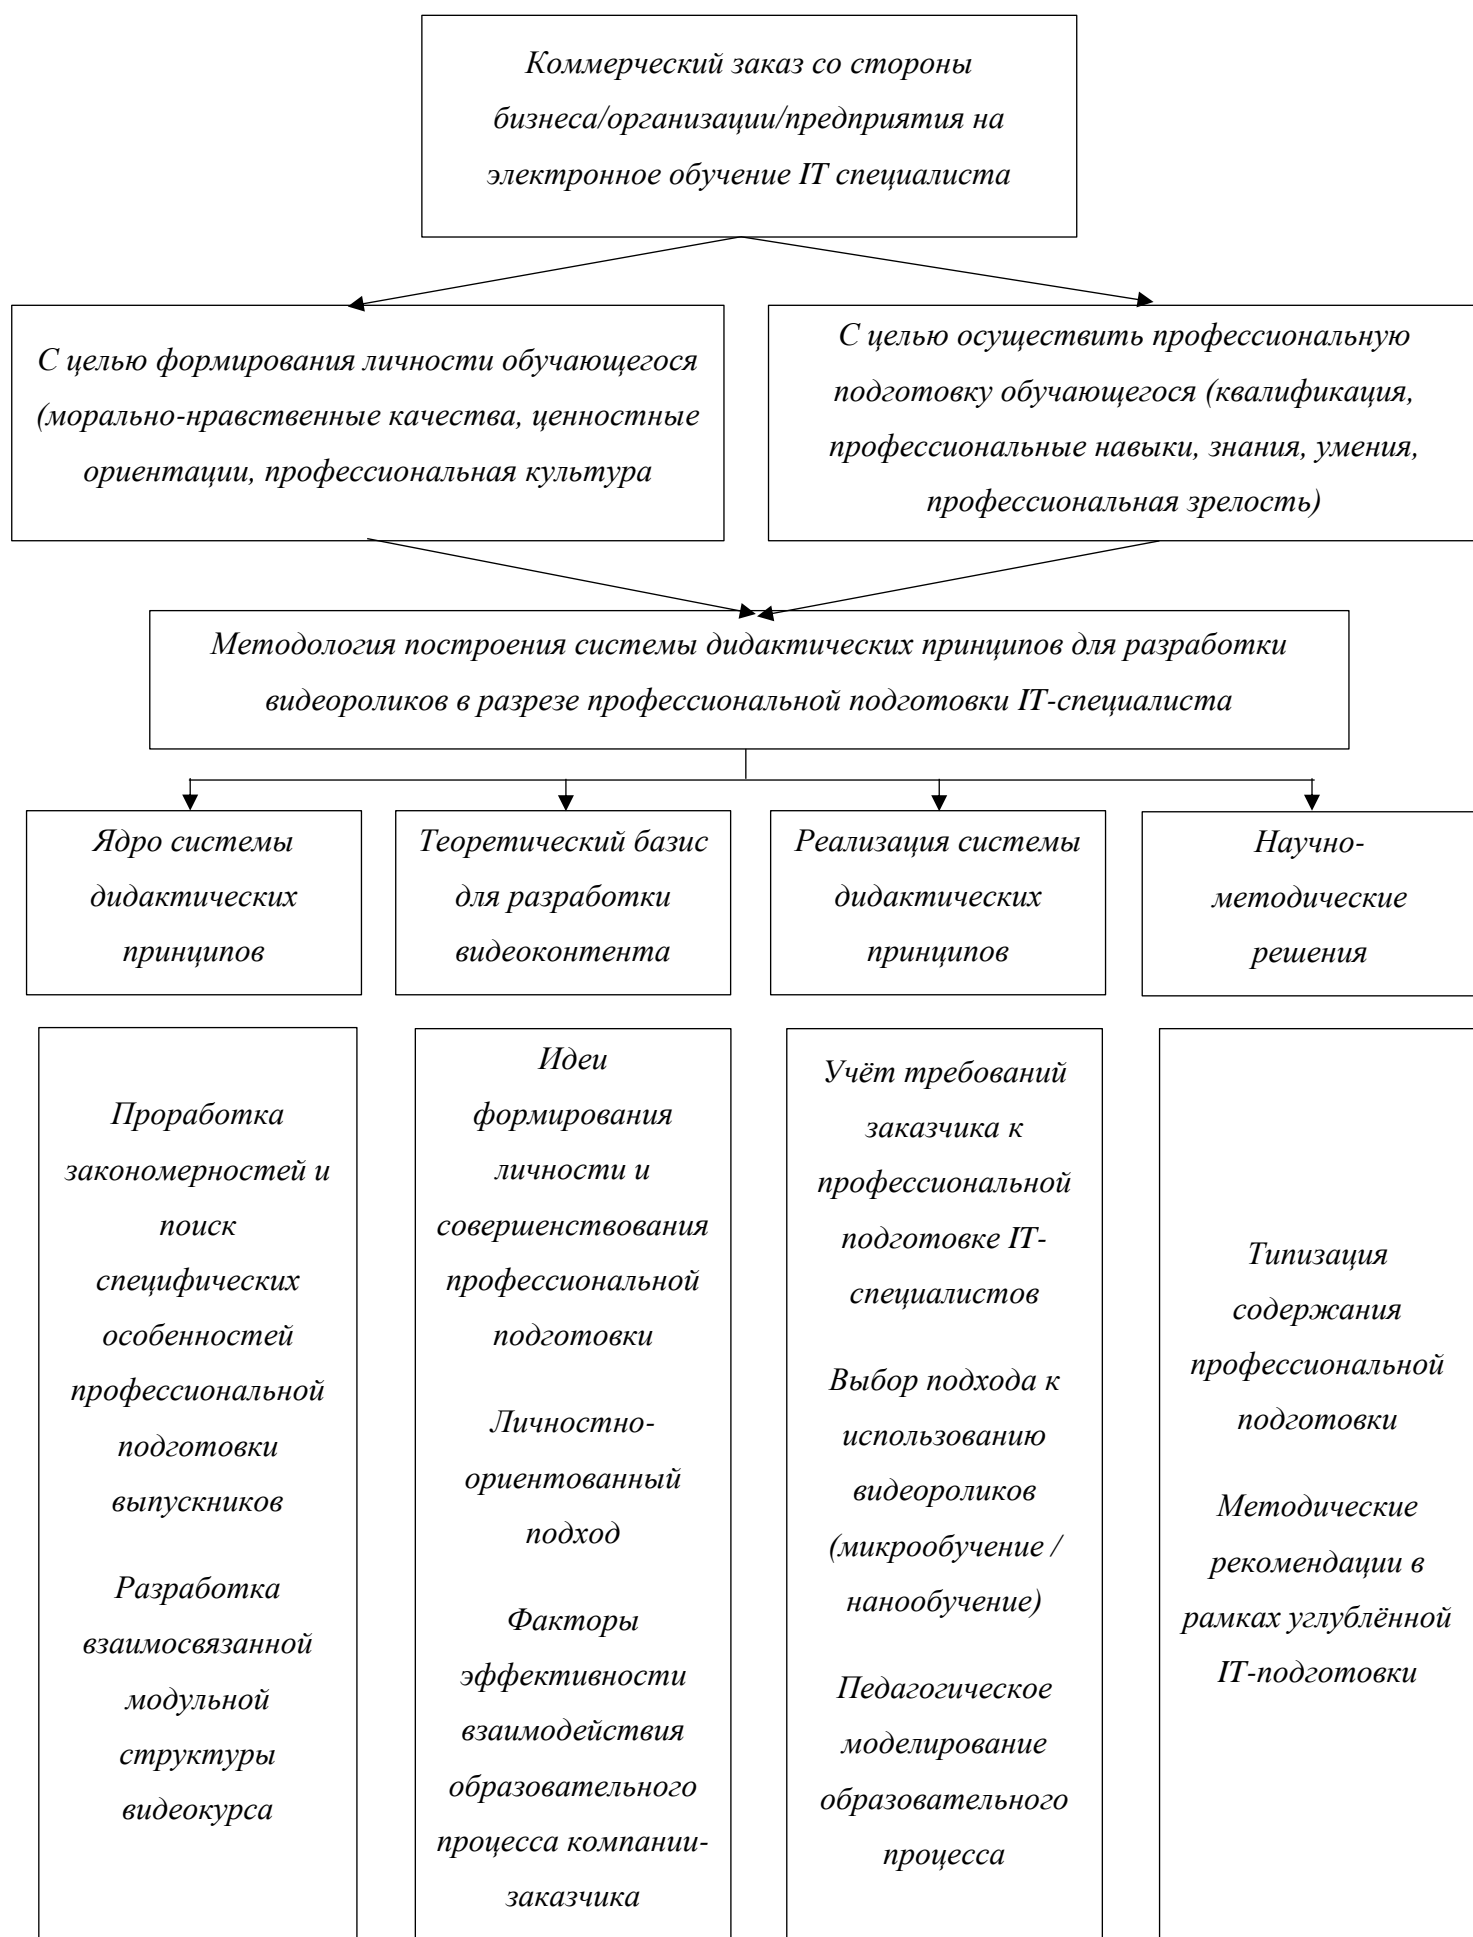 Коммерческий заказ со стороны
бизнеса/организации/предприятия на
электронное обучение IT специалиста
С целью формирования личности обучающегося
(морально-нравственные качества, ценностные
ориентации, профессиональная культура
С целью осуществить профессиональную
подготовку обучающегося (квалификация,
профессиональные навыки, знания, умения,
профессиональная зрелость)
Методология построения системы дидактических принципов для разработки
видеороликов в разрезе профессиональной подготовки IT-специалиста
Ядро системы
дидактических
принципов
Теоретический базис
для разработки
видеоконтента
Реализация системы
дидактических
принципов
Научно-
методические
решения
Проработка
закономерностей и
поиск
специфических
особенностей
профессиональной
подготовки
выпускников
Разработка
взаимосвязанной
модульной
структуры
видеокурса
Идеи
формирования
личности и
совершенствования
профессиональной
подготовки
Личностно-
ориентованный
подход
Факторы
эффективности
взаимодействия
образовательного
процесса компании-
заказчика
Учёт требований
заказчика к
профессиональной
подготовке IT-
специалистов
Выбор подхода к
использованию
видеороликов
(микрообучение /
нанообучение)
Педагогическое
моделирование
образовательного
процесса
Типизация
содержания
профессиональной
подготовки
Методические
рекомендации в
рамках углублённой
IT-подготовки